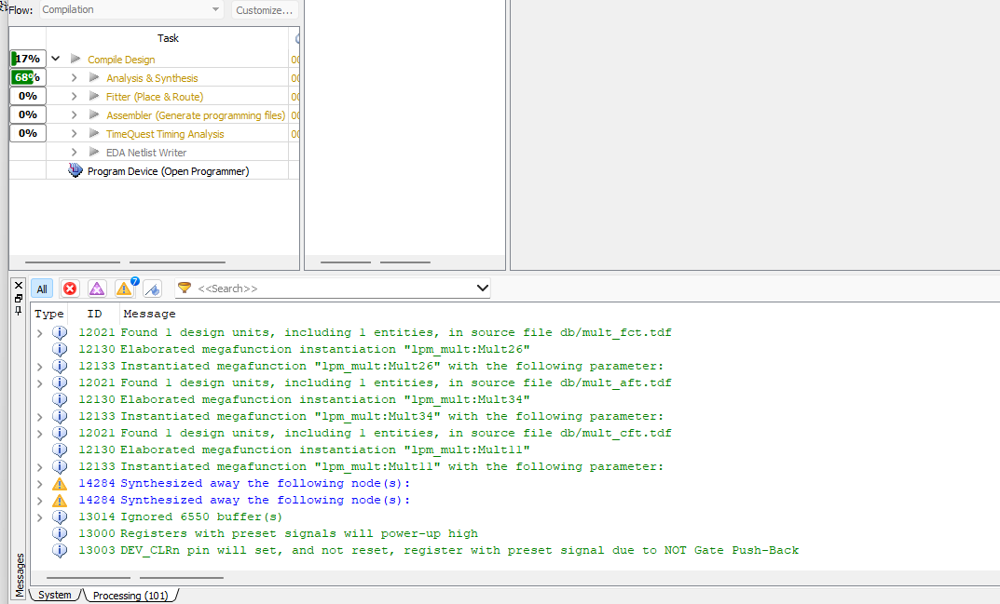 Flow: Compilation Customize...
Task
17% Compile Design 00
68% Analysis & Synthesis 00
0% Fitter (Place & Route) 00
0% Assembler (Generate programming files) 00
0% TimeQuest Timing Analysis 00
EDA Netlist Writer
Program Device (Open Programmer)
All 7 <<Search>>
Type ID Message
12021 Found 1 design units, including 1 entities, in source file db/mult_fct.tdf
12130 Elaborated megafunction instantiation "lpm_mult:Mult26"
12133 Instantiated megafunction "lpm_mult:Mult26" with the following parameter:
12021 Found 1 design units, including 1 entities, in source file db/mult_aft.tdf
12130 Elaborated megafunction instantiation "lpm_mult:Mult34"
12133 Instantiated megafunction "lpm_mult:Mult34" with the following parameter:
12021 Found 1 design units, including 1 entities, in source file db/mult_cft.tdf
12130 Elaborated megafunction instantiation "lpm_mult:Mult11"
12133 Instantiated megafunction "lpm_mult:Mult11" with the following parameter:
14284 Synthesized away the following node(s):
14284 Synthesized away the following node(s):
13014 Ignored 6550 buffer(s)
13000 Registers with preset signals will power-up high
13003 DEV_CLRn pin will set, and not reset, register with preset signal due to NOT Gate Push-Back
Messages
System Processing (101)